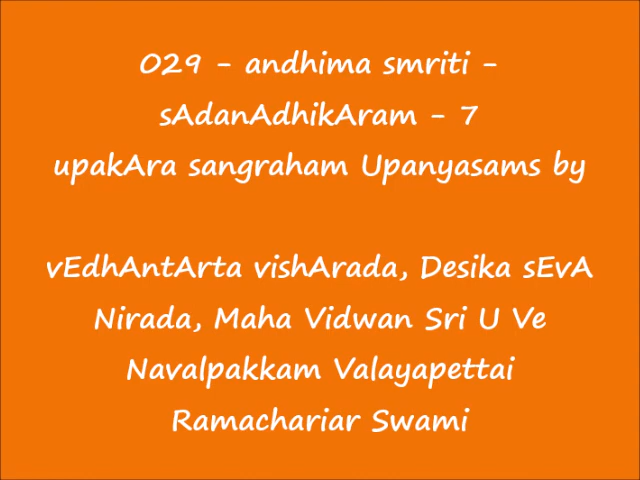 029 - andhima smriti -
sAdanAdhikAram - 7
upakAra sangraham Upanyasams by
vEdhAntArta vishArada, Desika sEvA
Nirada, Maha Vidwan Sri U Ve
Navalpakkam Valayapettai
Ramachariar Swami